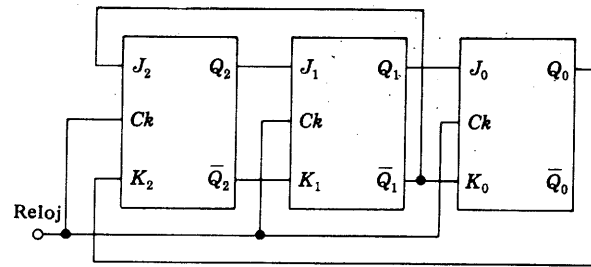 J₂ Q₂ J₁ Q₁ J₀ Q₀
Ck Ck Ck
K₂ Q̄₂ K₁ Q̄₁ K₀ Q̄₀
Reloj